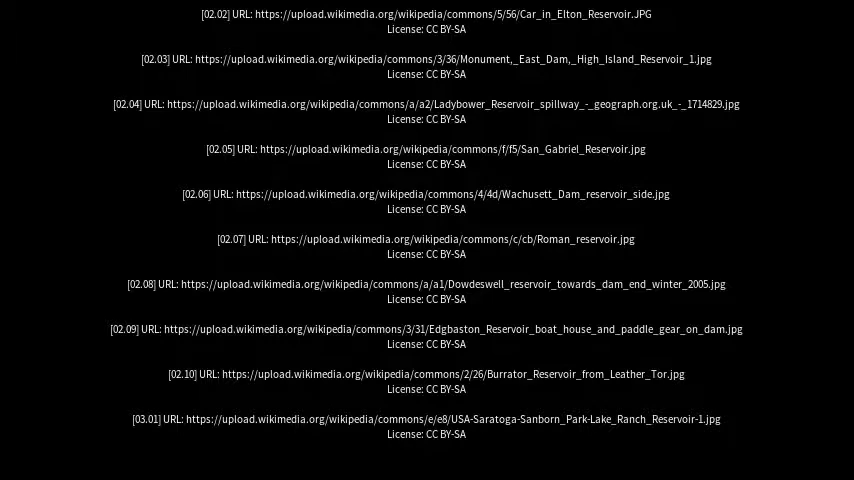 [02.02] URL: https://upload.wikimedia.org/wikipedia/commons/5/56/Car_in_Elton_Reservoir.JPG
License: CC BY-SA
[02.03] URL: https://upload.wikimedia.org/wikipedia/commons/3/36/Monument,_East_Dam,_High_Island_Reservoir_1.jpg
License: CC BY-SA
[02.04] URL: https://upload.wikimedia.org/wikipedia/commons/a/a2/Ladybower_Reservoir_spillway_-_geograph.org.uk_-_1714829.jpg
License: CC BY-SA
[02.05] URL: https://upload.wikimedia.org/wikipedia/commons/f/f5/San_Gabriel_Reservoir.jpg
License: CC BY-SA
[02.06] URL: https://upload.wikimedia.org/wikipedia/commons/4/4d/Wachusett_Dam_reservoir_side.jpg
License: CC BY-SA
[02.07] URL: https://upload.wikimedia.org/wikipedia/commons/c/cb/Roman_reservoir.jpg
License: CC BY-SA
[02.08] URL: https://upload.wikimedia.org/wikipedia/commons/a/a1/Dowdeswell_reservoir_towards_dam_end_winter_2005.jpg
License: CC BY-SA
[02.09] URL: https://upload.wikimedia.org/wikipedia/commons/3/31/Edgbaston_Reservoir_boat_house_and_paddle_gear_on_dam.jpg
License: CC BY-SA
[02.10] URL: https://upload.wikimedia.org/wikipedia/commons/2/26/Burrator_Reservoir_from_Leather_Tor.jpg
License: CC BY-SA
[03.01] URL: https://upload.wikimedia.org/wikipedia/commons/e/e8/USA-Saratoga-Sanborn_Park-Lake_Ranch_Reservoir-1.jpg
License: CC BY-SA